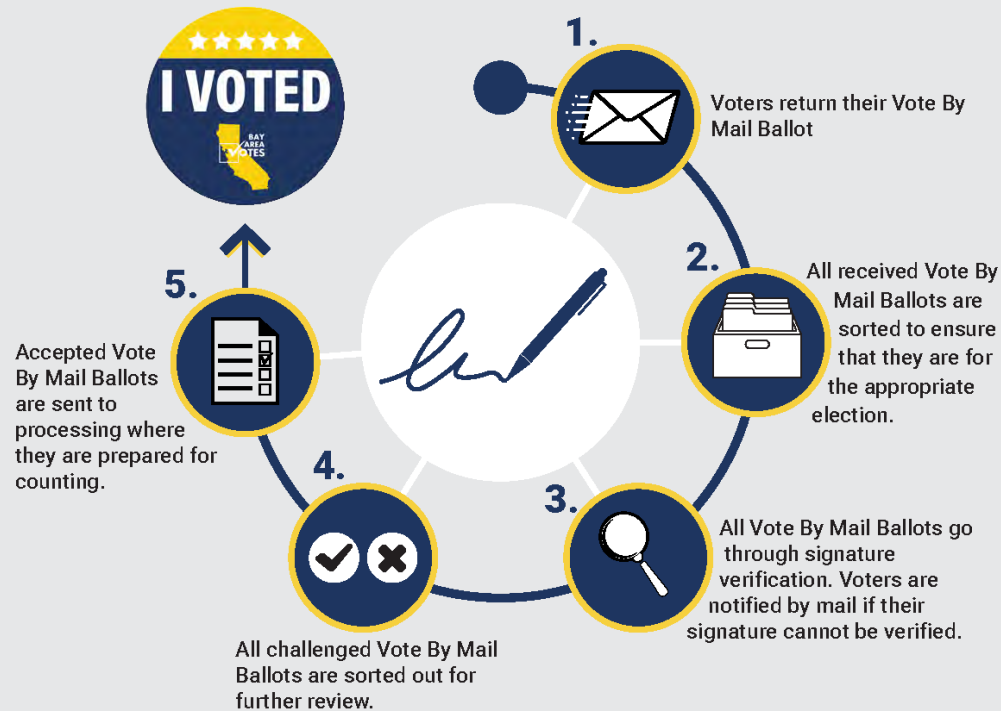 I VOTED
BAY
AREA
VOTES
1.
Voters return their Vote By
Mail Ballot
2.
All received Vote By
Mail Ballots are
sorted to ensure
that they are for
the appropriate
election.
3.
All Vote By Mail Ballots go
through signature
verification. Voters are
notified by mail if their
signature cannot be verified.
4.
All challenged Vote By Mail
Ballots are sorted out for
further review.
5.
Accepted Vote
By Mail Ballots
are sent to
processing where
they are prepared for
counting.